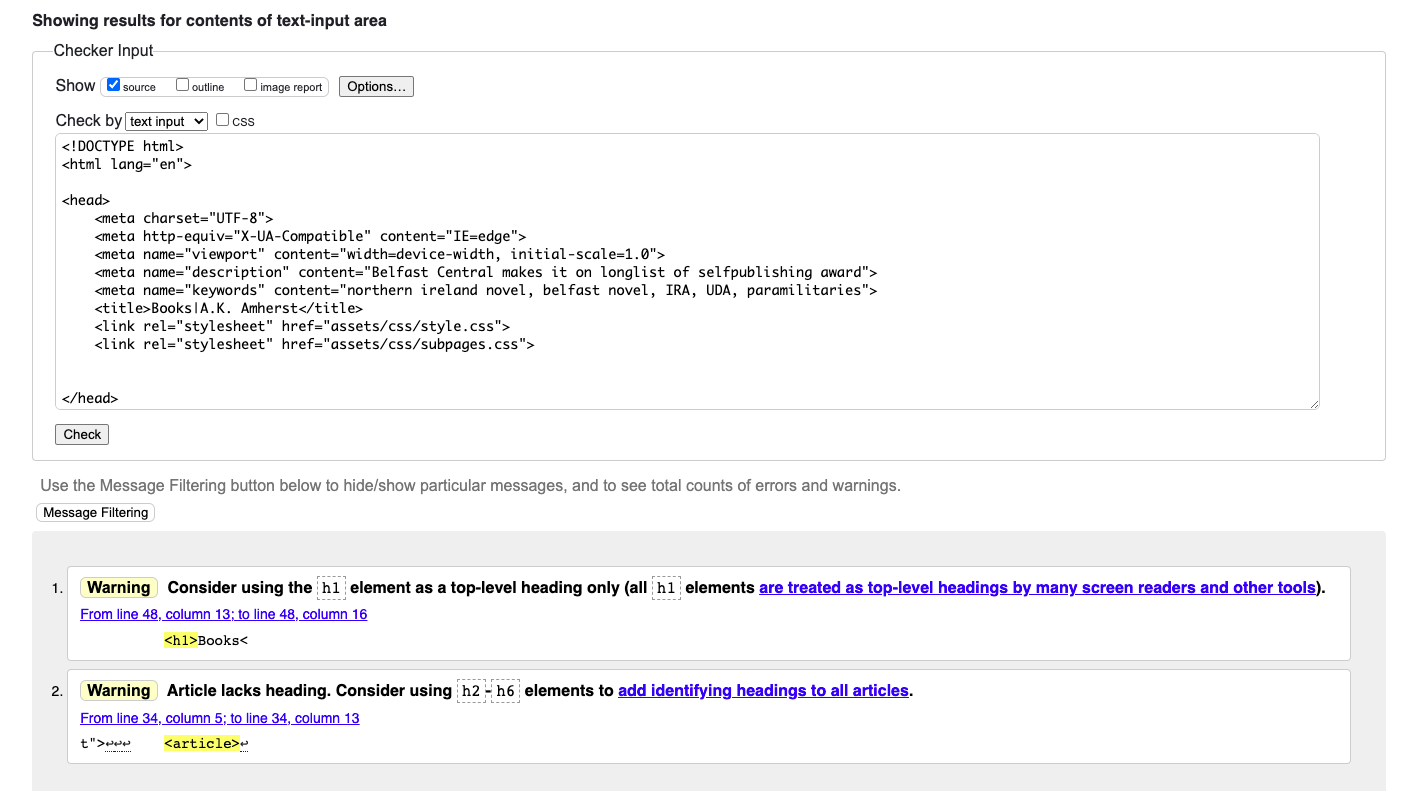 Showing results for contents of text-input area
Checker Input
Show source outline image report Options...
Check by text input CSS
<!DOCTYPE html>
<html lang="en">
<head>
<meta charset="UTF-8">
<meta http-equiv="X-UA-Compatible" content="IE=edge">
<meta name="viewport" content="width=device-width, initial-scale=1.0">
<meta name="description" content="Belfast Central makes it on longlist of selfpublishing award">
<meta name="keywords" content="northern ireland novel, belfast novel, IRA, UDA, paramilitaries">
<title>Books|A.K. Amherst</title>
<link rel="stylesheet" href="assets/css/style.css">
<link rel="stylesheet" href="assets/css/subpages.css">
</head>
Check
Use the Message Filtering button below to hide/show particular messages, and to see total counts of errors and warnings.
Message Filtering
1. Warning Consider using the h1 element as a top-level heading only (all h1 elements are treated as top-level headings by many screen readers and other tools).
From line 48, column 13; to line 48, column 16
<h1>Books<
2. Warning Article lacks heading. Consider using h2-h6 elements to add identifying headings to all articles.
From line 34, column 5; to line 34, column 13
t">↩↩↩ <article>↩